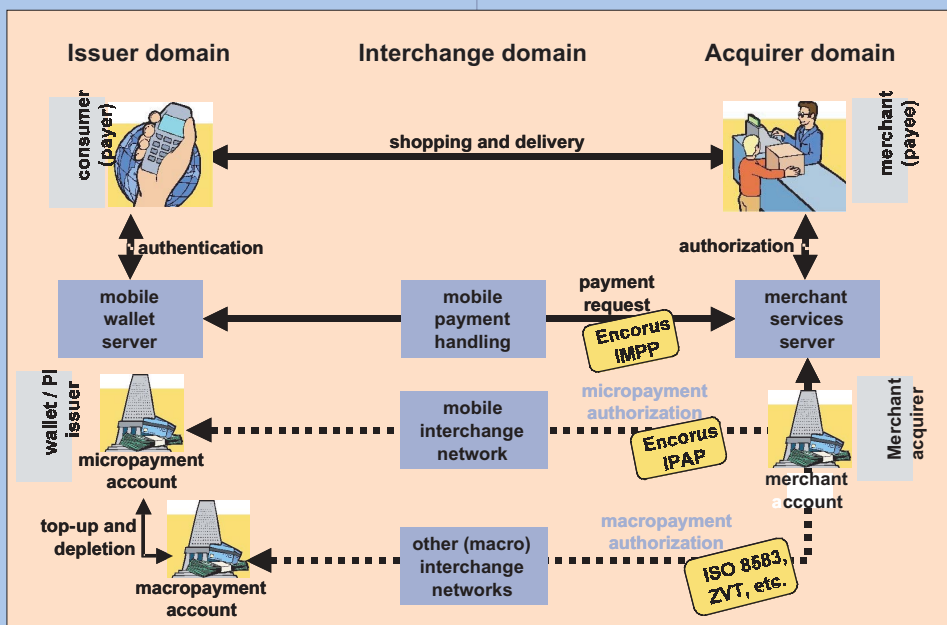 Issuer domain
Interchange domain
Acquirer domain
consumer
(payer)
shopping and delivery
merchant
(payee)
authentication
authorization
mobile
wallet
server
mobile
payment
handling
payment
request
Encorus
IMPP
merchant
services
server
wallet / PI
issuer
micropayment
account
mobile
interchange
network
micropayment
authorization
Encorus
IPAP
merchant
account
Merchant
acquirer
top-up and
depletion
macropayment
account
other (macro)
interchange
networks
macropayment
authorization
ISO 8583,
ZVT, etc.